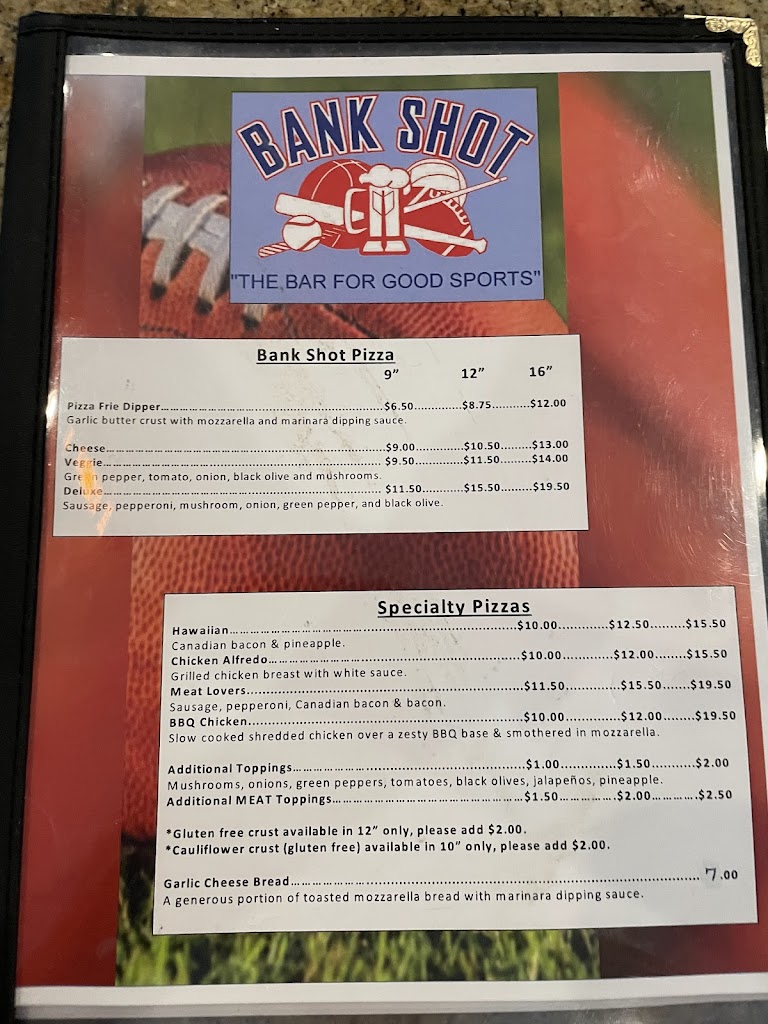 BANK SHOT
"THE BAR FOR GOOD SPORTS"
Bank Shot Pizza
9" 12" 16"
Pizza Frie Dipper....................$6.50.............$8.75..........$12.00
Garlic butter crust with mozzarella and marinara dipping sauce.
Cheese....................$9.00............$10.50........$13.00
Veggie....................$9.50............$11.50........$14.00
Green pepper, tomato, onion, black olive and mushrooms.
Deluxe.................... $11.50...........$15.50........$19.50
Sausage, pepperoni, mushroom, onion, green pepper, and black olive.
Specialty Pizzas
Hawaiian....................$10.00............$12.50........$15.50
Canadian bacon & pineapple.
Chicken Alfredo....................$10.00............$12.00........$15.50
Grilled chicken breast with white sauce.
Meat Lovers....................$11.50.............$15.50.......$19.50
Sausage, pepperoni, Canadian bacon & bacon.
BBQ Chicken....................$10.00............$12.00.......$19.50
Slow cooked shredded chicken over a zesty BBQ base & smothered in mozzarella.
Additional Toppings....................$1.00.............$1.50..........$2.00
Mushrooms, onions, green peppers, tomatoes, black olives, jalapeños, pineapple.
Additional MEAT Toppings....................$1.50.............$2.00...........$2.50
*Gluten free crust available in 12" only, please add $2.00.
*Cauliflower crust (gluten free) available in 10" only, please add $2.00.
Garlic Cheese Bread.................... 7.00
A generous portion of toasted mozzarella bread with marinara dipping sauce.